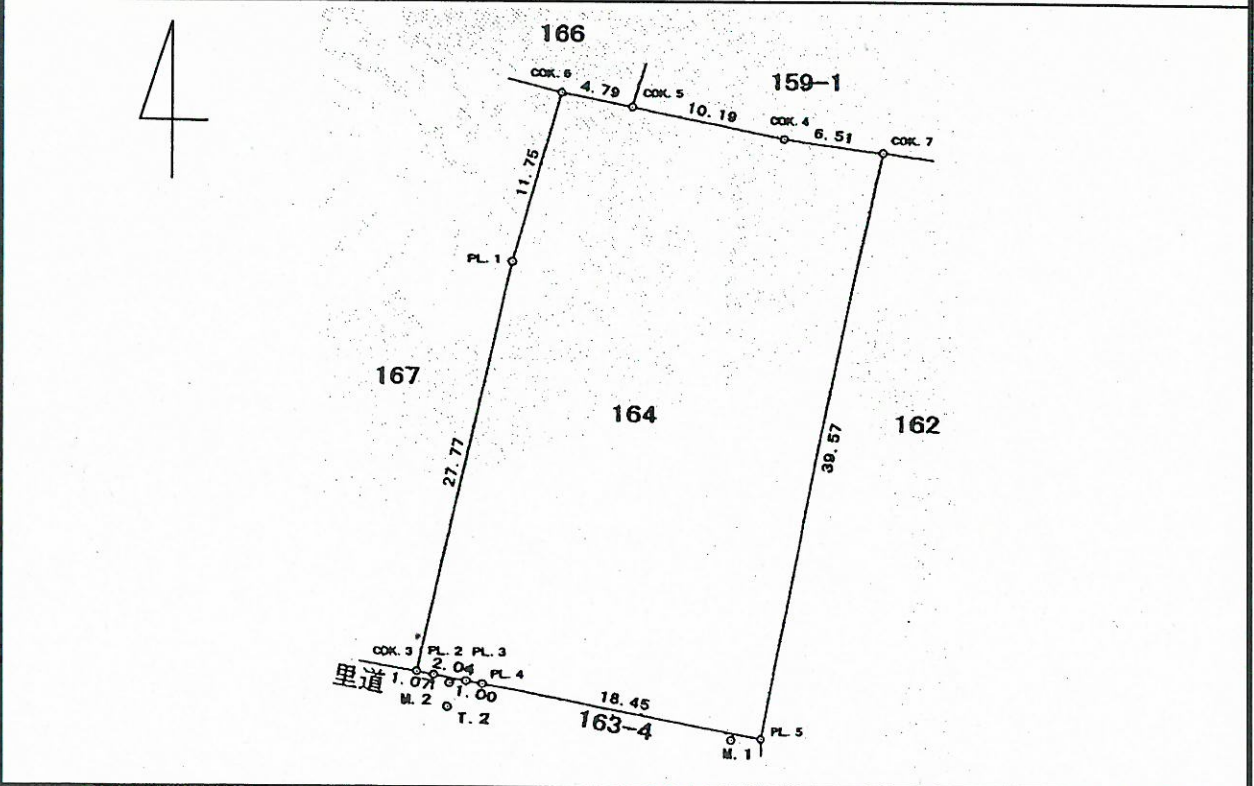 166
COK. 6
4.79
COK. 5
159-1
10.19
COK. 4
6.51
COK. 7
11.75
PL. 1
167
164
162
27.77
39.57
COK. 3
PL. 2
PL. 3
2.04
PL. 4
里道
1.07
1.00
M. 2
T. 2
18.45
163-4
PL. 5
M. 1